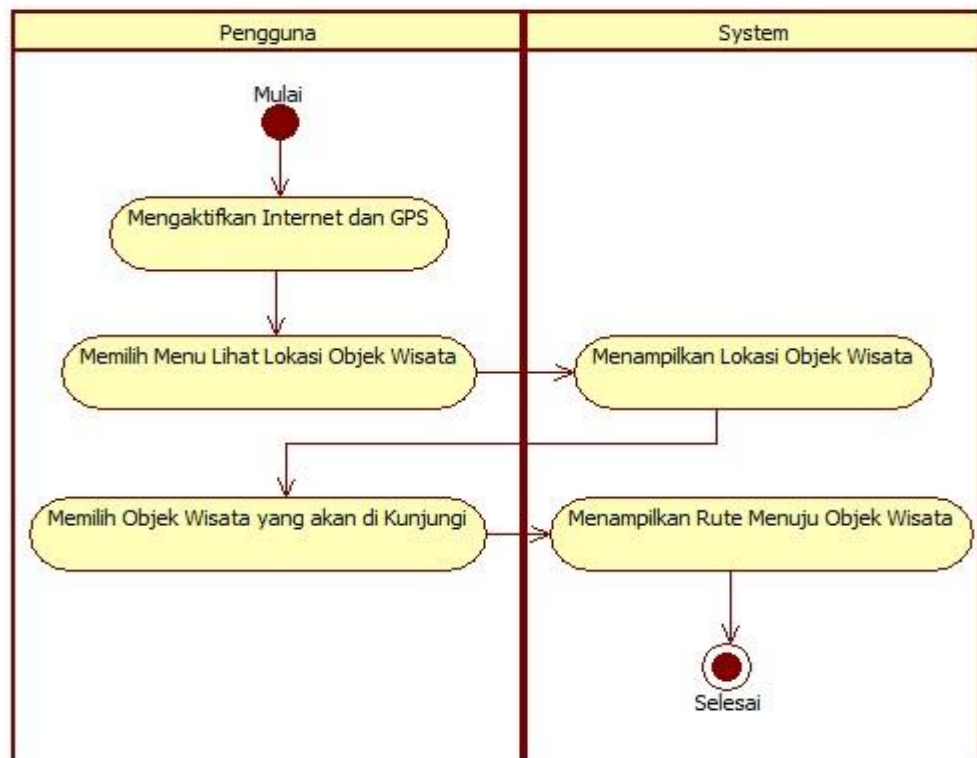 Pengguna
System
Mulai
Mengaktifkan Internet dan GPS
Memilih Menu Lihat Lokasi Objek Wisata
Menampilkan Lokasi Objek Wisata
Memilih Objek Wisata yang akan di Kunjungi
Menampilkan Rute Menuju Objek Wisata
Selesai